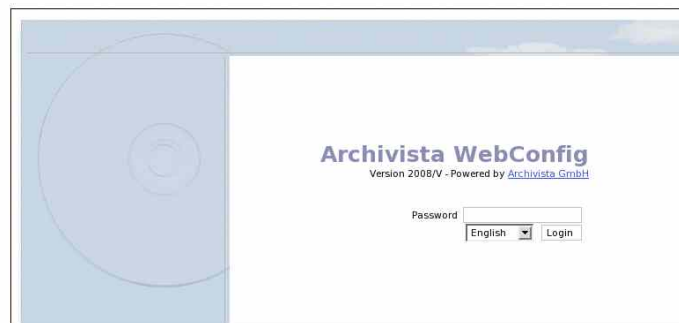 Archivista WebConfig
Version 2008/V - Powered by Archivista GmbH
Password
English Login